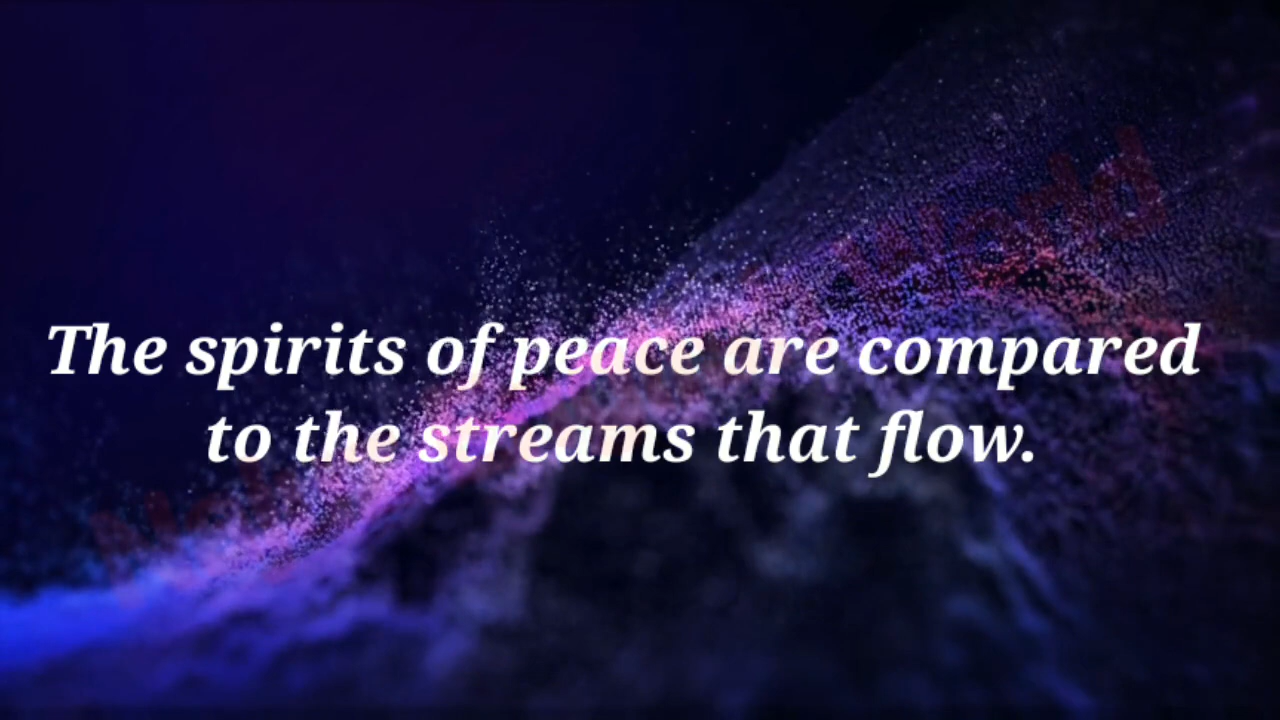 The spirits of peace are compared
to the streams that flow.